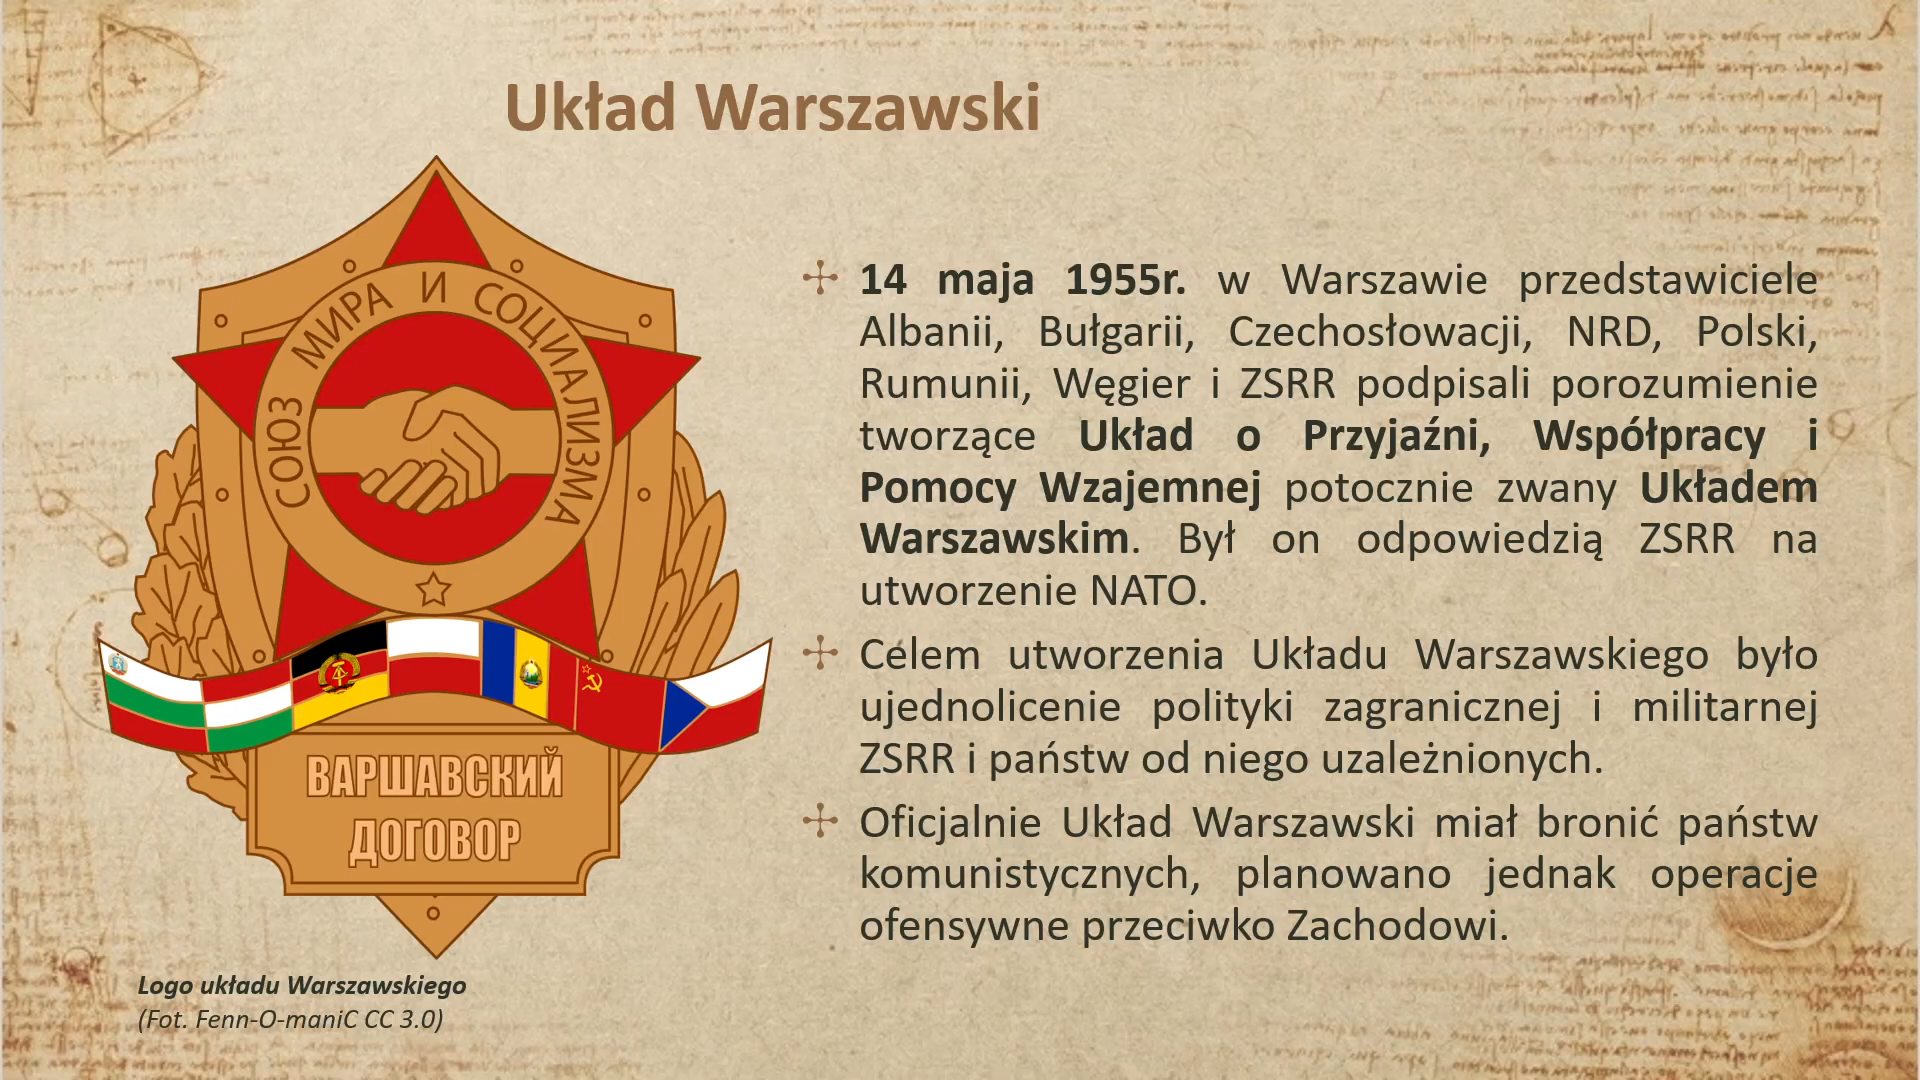 Układ Warszawski
СОЮЗ МИРА И СОЦИАЛИЗМА
ВАРШАВСКИЙ
ДОГОВОР
Logo układu Warszawskiego
(Fot. Fenn-O-maniC CC 3.0)
14 maja 1955r. w Warszawie przedstawiciele
Albanii, Bułgarii, Czechosłowacji, NRD, Polski,
Rumunii, Węgier i ZSRR podpisali porozumienie
tworzące Układ o Przyjaźni, Współpracy i
Pomocy Wzajemnej potocznie zwany Układem
Warszawskim. Był on odpowiedzią ZSRR na
utworzenie NATO.
Celem utworzenia Układu Warszawskiego było
ujednolicenie polityki zagranicznej i militarnej
ZSRR i państw od niego uzależnionych.
Oficjalnie Układ Warszawski miał bronić państw
komunistycznych, planowano jednak operacje
ofensywne przeciwko Zachodowi.